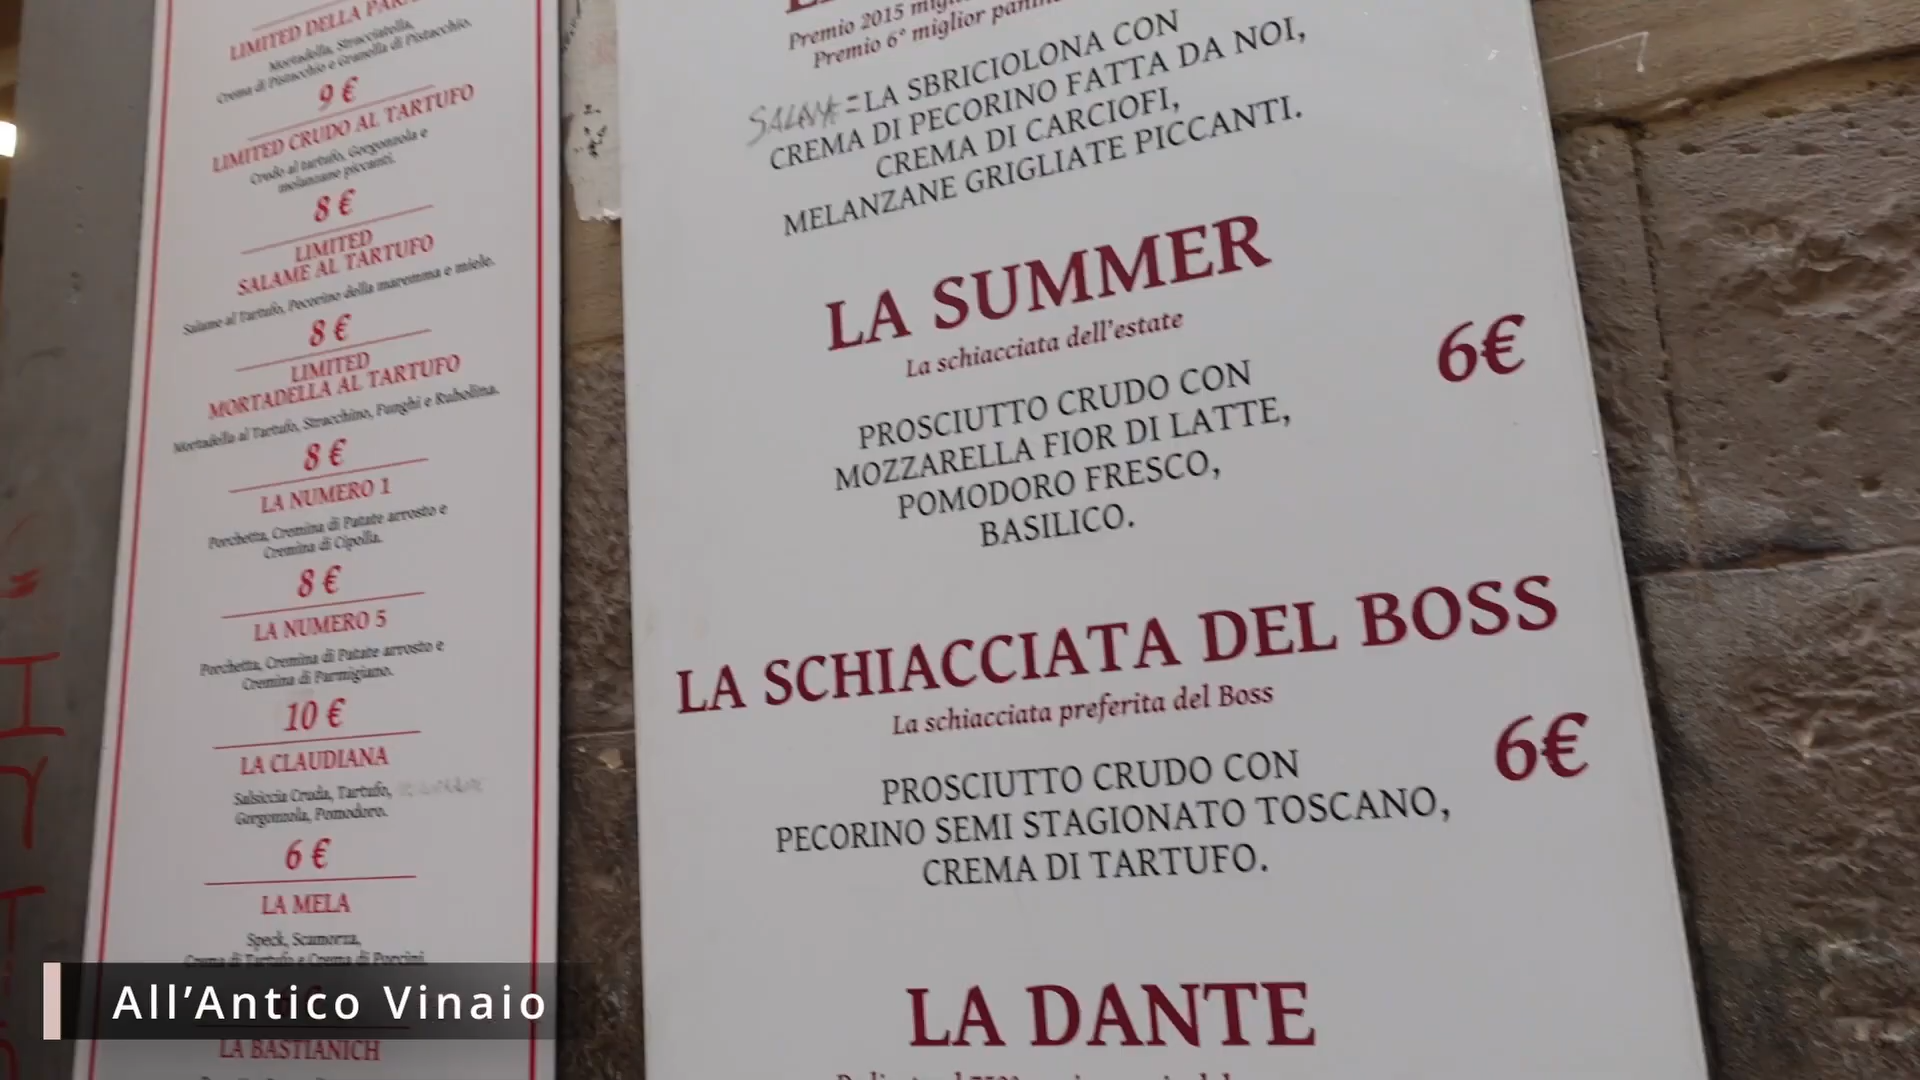 LIMITED DELLA
Mortadella, Stracciatella,
Crema di Pistacchio e Granella di Pistacchio.
9 €
LIMITED CRUDO AL TARTUFO
Crudo al tartufo, Gorgonzola e
melanzane piccanti.
8 €
LIMITED
SALAME AL TARTUFO
Salame al Tartufo, Pecorino della maremma e miele.
8 €
LIMITED
MORTADELLA AL TARTUFO
Mortadella al Tartufo, Stracchino, Funghi e Rubolina.
8 €
LA NUMERO 1
Porchetta, Cremina di Patate arrosto e
Cremina di Cipolla.
8 €
LA NUMERO 5
Porchetta, Cremina di Patate arrosto e
Cremina di Parmigiano.
10 €
LA CLAUDIANA
Salsiccia Cruda, Tartufo,
Gorgonzola, Pomodoro.
6 €
LA MELA
Speck, Scamorza,
Crema di Tartufo e Crema di Porcini.
LA BASTIANICH
Premio 2015
Premio 6° miglior
SALAME = LA SBRICIOLONA CON
CREMA DI PECORINO FATTA DA NOI,
CREMA DI CARCIOFI,
MELANZANE GRIGLIATE PICCANTI.
LA SUMMER
La schiacciata dell'estate
6€
PROSCIUTTO CRUDO CON
MOZZARELLA FIOR DI LATTE,
POMODORO FRESCO,
BASILICO.
LA SCHIACCIATA DEL BOSS
La schiacciata preferita del Boss
6€
PROSCIUTTO CRUDO CON
PECORINO SEMI STAGIONATO TOSCANO,
CREMA DI TARTUFO.
LA DANTE
All'Antico Vinaio